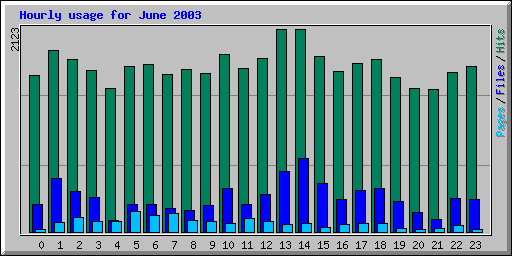 Hourly usage for June 2003
2123
Pages / Files / Hits
0 1 2 3 4 5 6 7 8 9 10 11 12 13 14 15 16 17 18 19 20 21 22 23